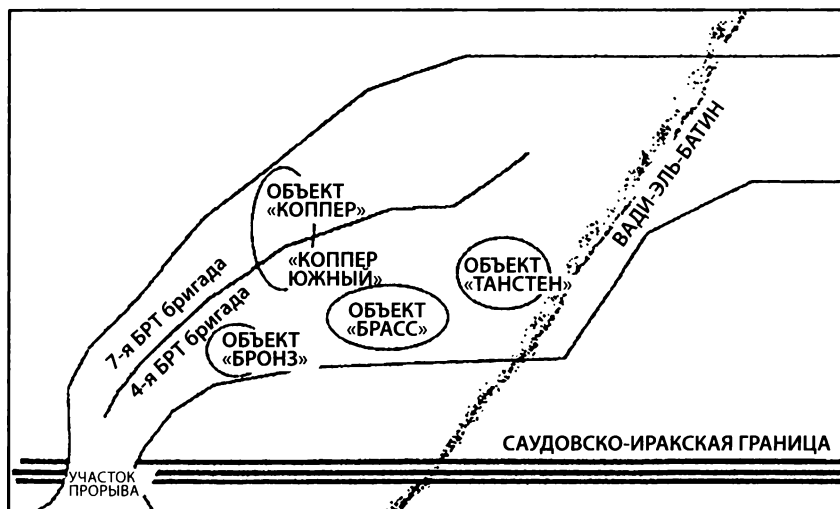 ОБЪЕКТ
«КОППЕР»
«КОППЕР
ЮЖНЫЙ»
ВАДИ-ЭЛЬ-БАТИН
ОБЪЕКТ
«ТАНСТЕН»
ОБЪЕКТ
«БРАСС»
7-я БРТ бригада
4-я БРТ бригада
ОБЪЕКТ
«БРОНЗ»
САУДОВСКО-ИРАКСКАЯ ГРАНИЦА
УЧАСТОК
ПРОРЫВА